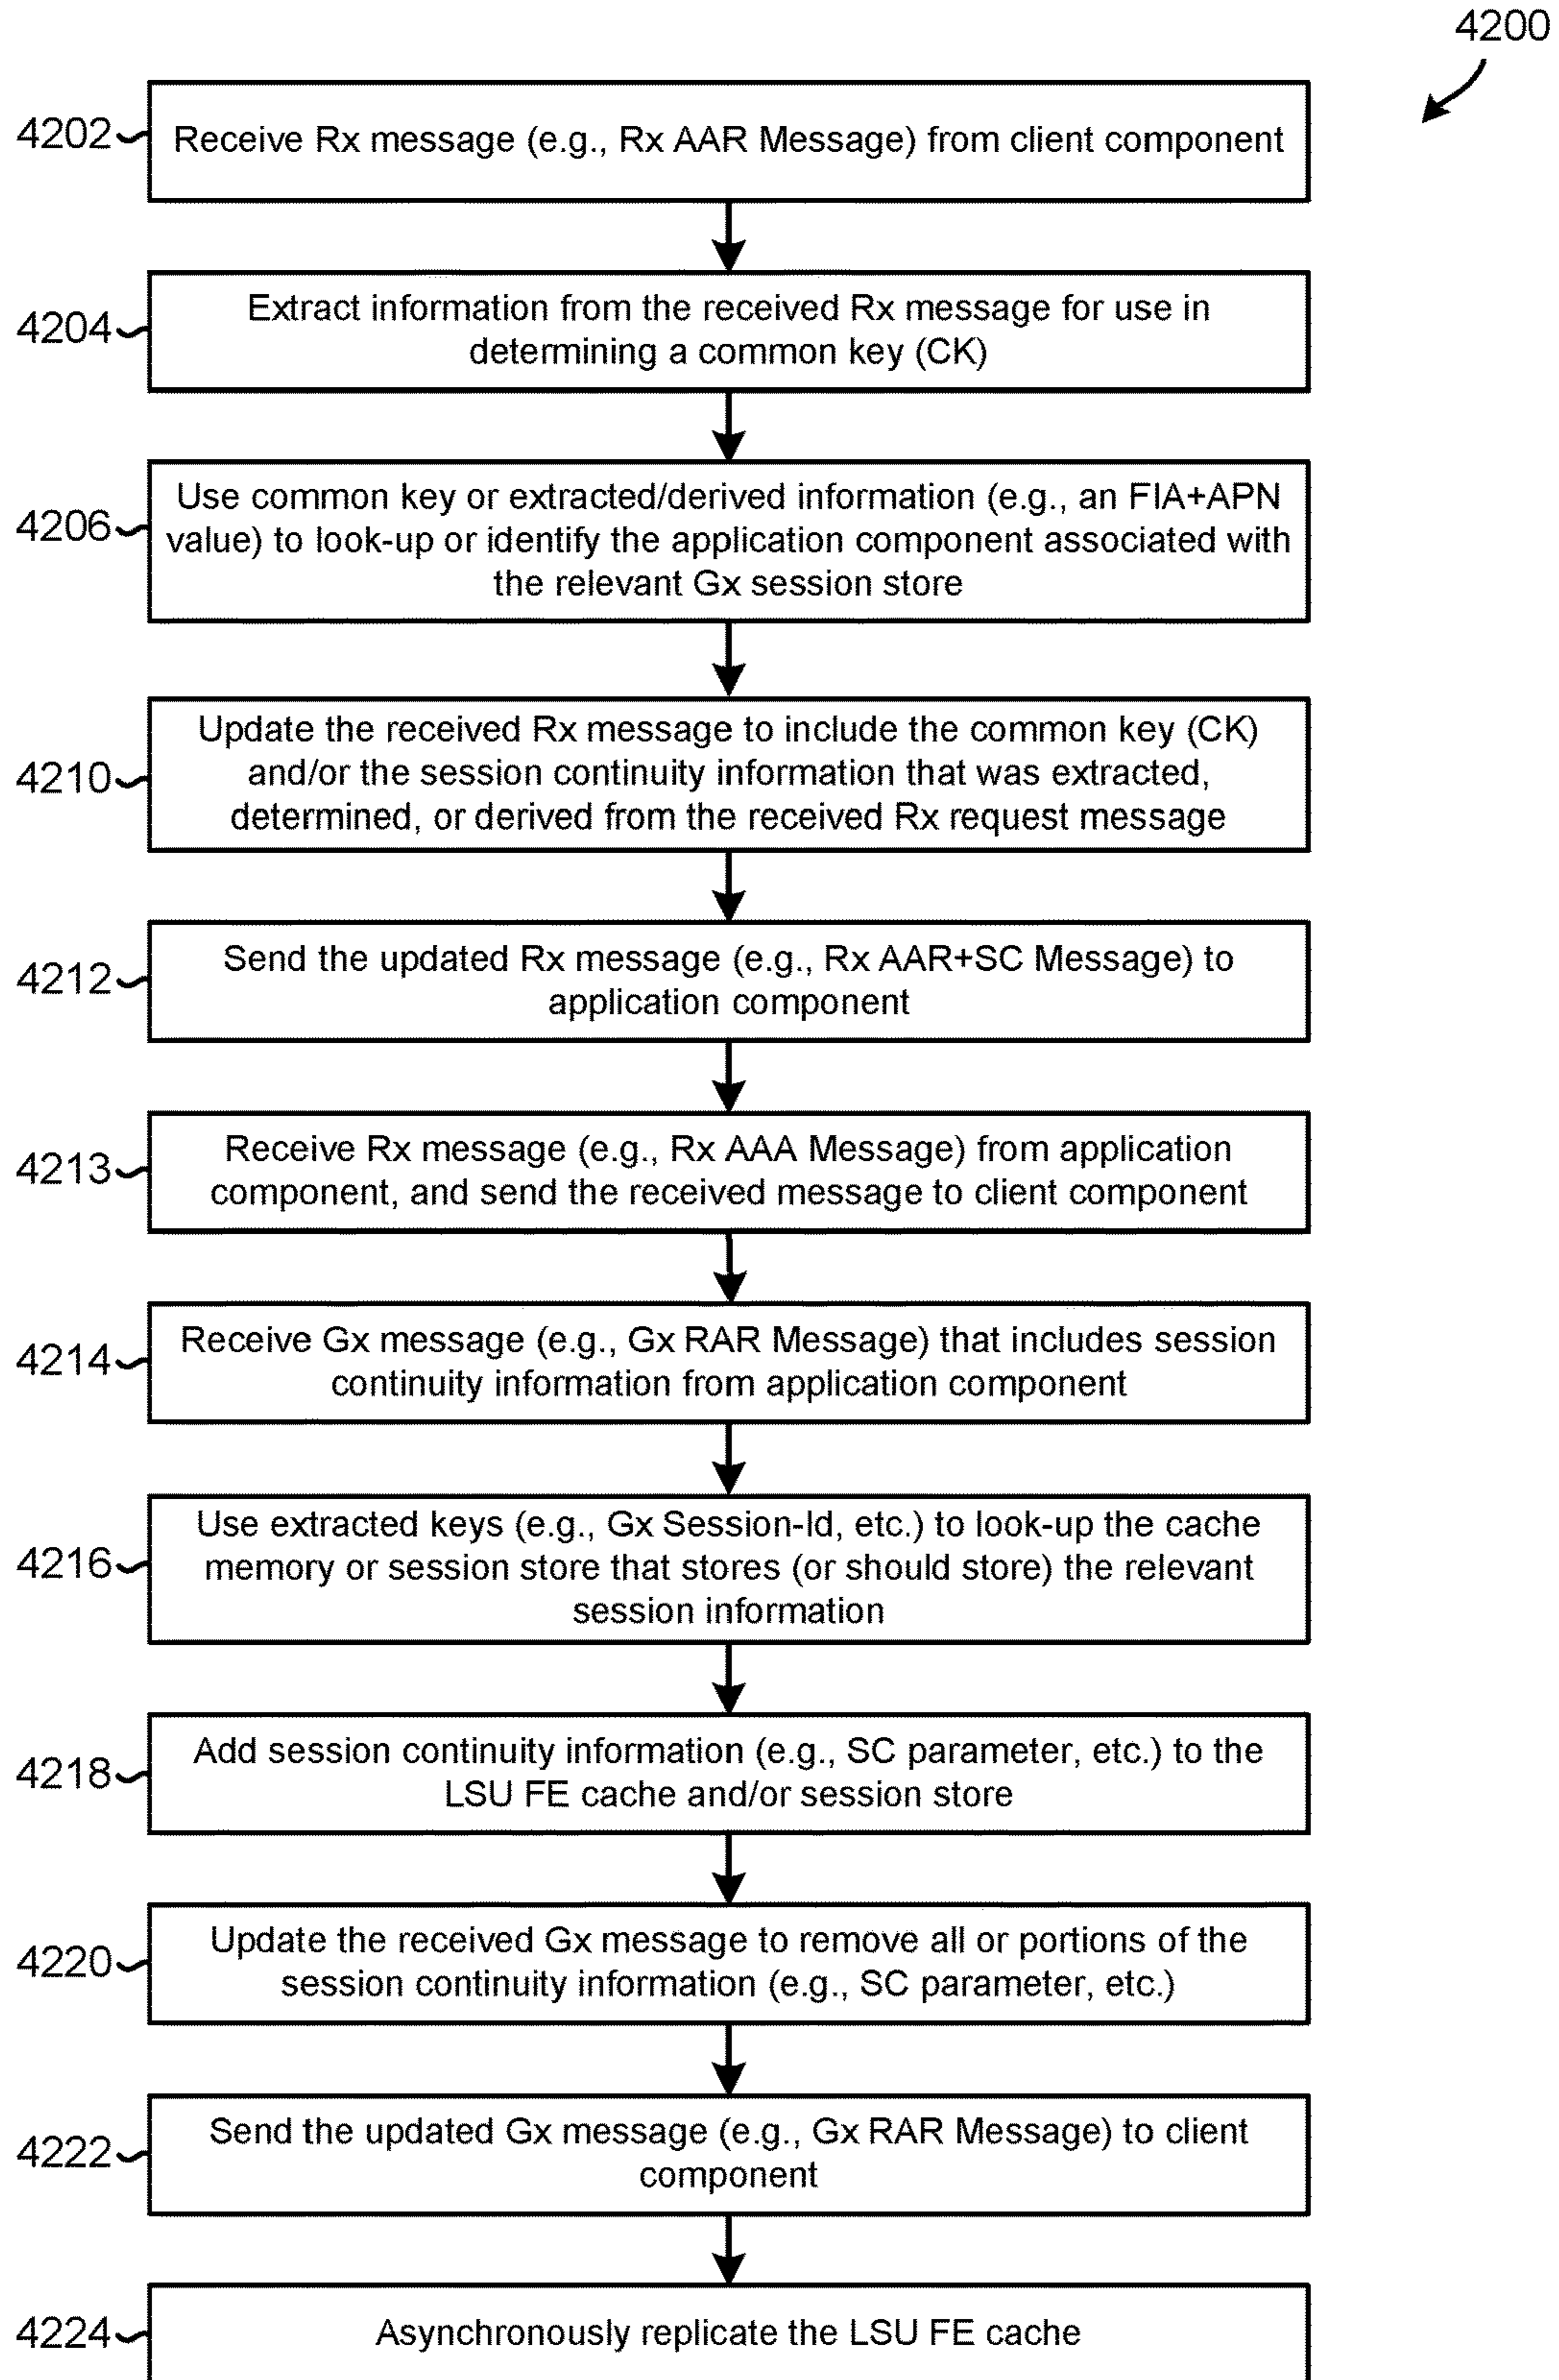 4200
4202
Receive Rx message (e.g., Rx AAR Message) from client component
4204
Extract information from the received Rx message for use in
determining a common key (CK)
4206
Use common key or extracted/derived information (e.g., an FIA+APN
value) to look-up or identify the application component associated with
the relevant Gx session store
4210
Update the received Rx message to include the common key (CK)
and/or the session continuity information that was extracted,
determined, or derived from the received Rx request message
4212
Send the updated Rx message (e.g., Rx AAR+SC Message) to
application component
4213
Receive Rx message (e.g., Rx AAA Message) from application
component, and send the received message to client component
4214
Receive Gx message (e.g., Gx RAR Message) that includes session
continuity information from application component
4216
Use extracted keys (e.g., Gx Session-Id, etc.) to look-up the cache
memory or session store that stores (or should store) the relevant
session information
4218
Add session continuity information (e.g., SC parameter, etc.) to the
LSU FE cache and/or session store
4220
Update the received Gx message to remove all or portions of the
session continuity information (e.g., SC parameter, etc.)
4222
Send the updated Gx message (e.g., Gx RAR Message) to client
component
4224
Asynchronously replicate the LSU FE cache